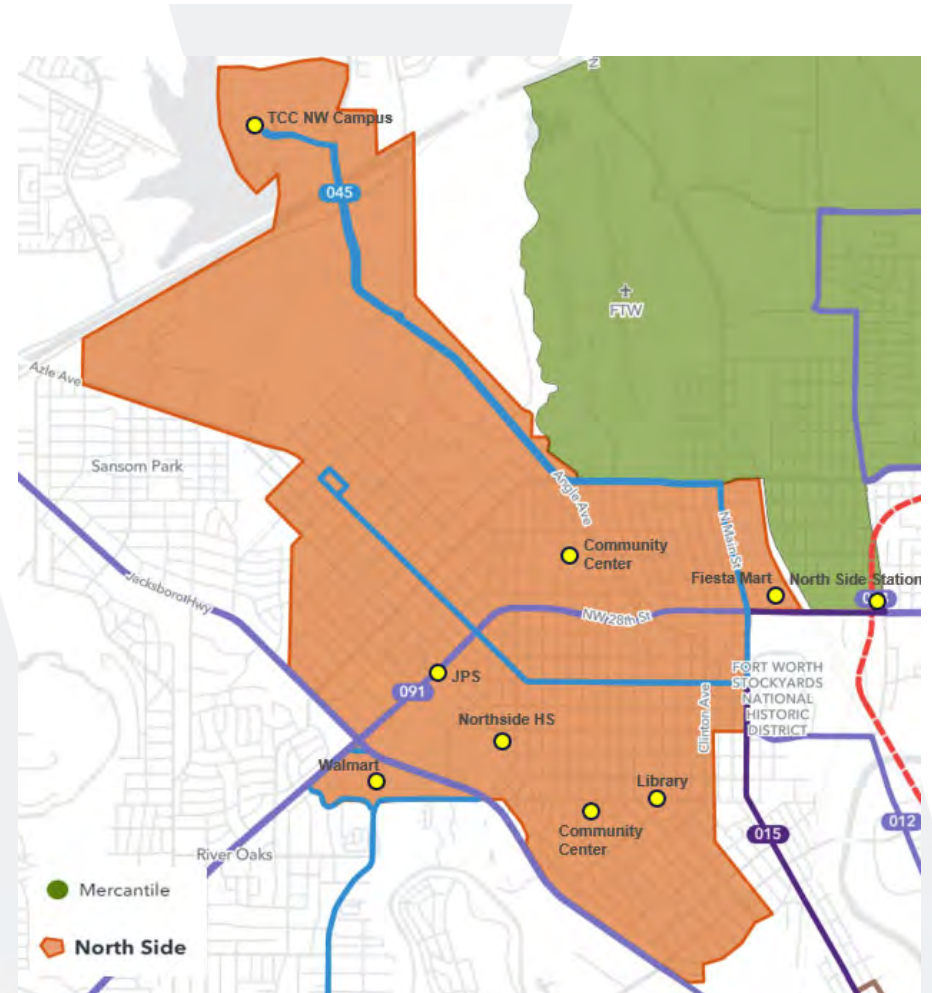 N
TCC NW Campus
045
FTW
Azle Ave
Sansom Park
Angle Ave
N Main St
Community
Center
Fiesta Mart
North Side Station
Jacksboro Hwy
NW 28th St
JPS
091
FORT WORTH
STOCKYARDS
NATIONAL
HISTORIC
DISTRICT
Clinton Ave
Northside HS
Walmart
Library
Community
Center
015
012
River Oaks
Mercantile
North Side